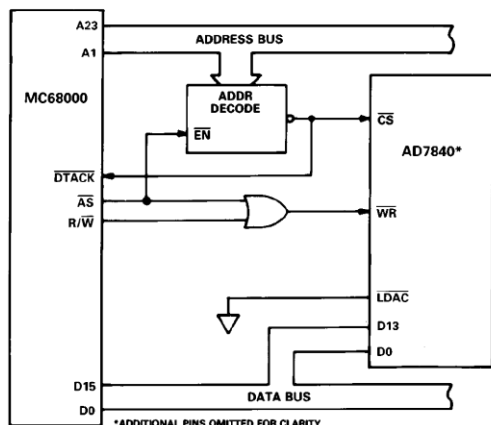 A23
ADDRESS BUS
A1
MC68000
ADDR
DECODE
EN
CS
AD7840*
DTACK
AS
R/W
WR
LDAC
D13
D0
D15
DATA BUS
D0
*ADDITIONAL PINS OMITTED FOR CLARITY